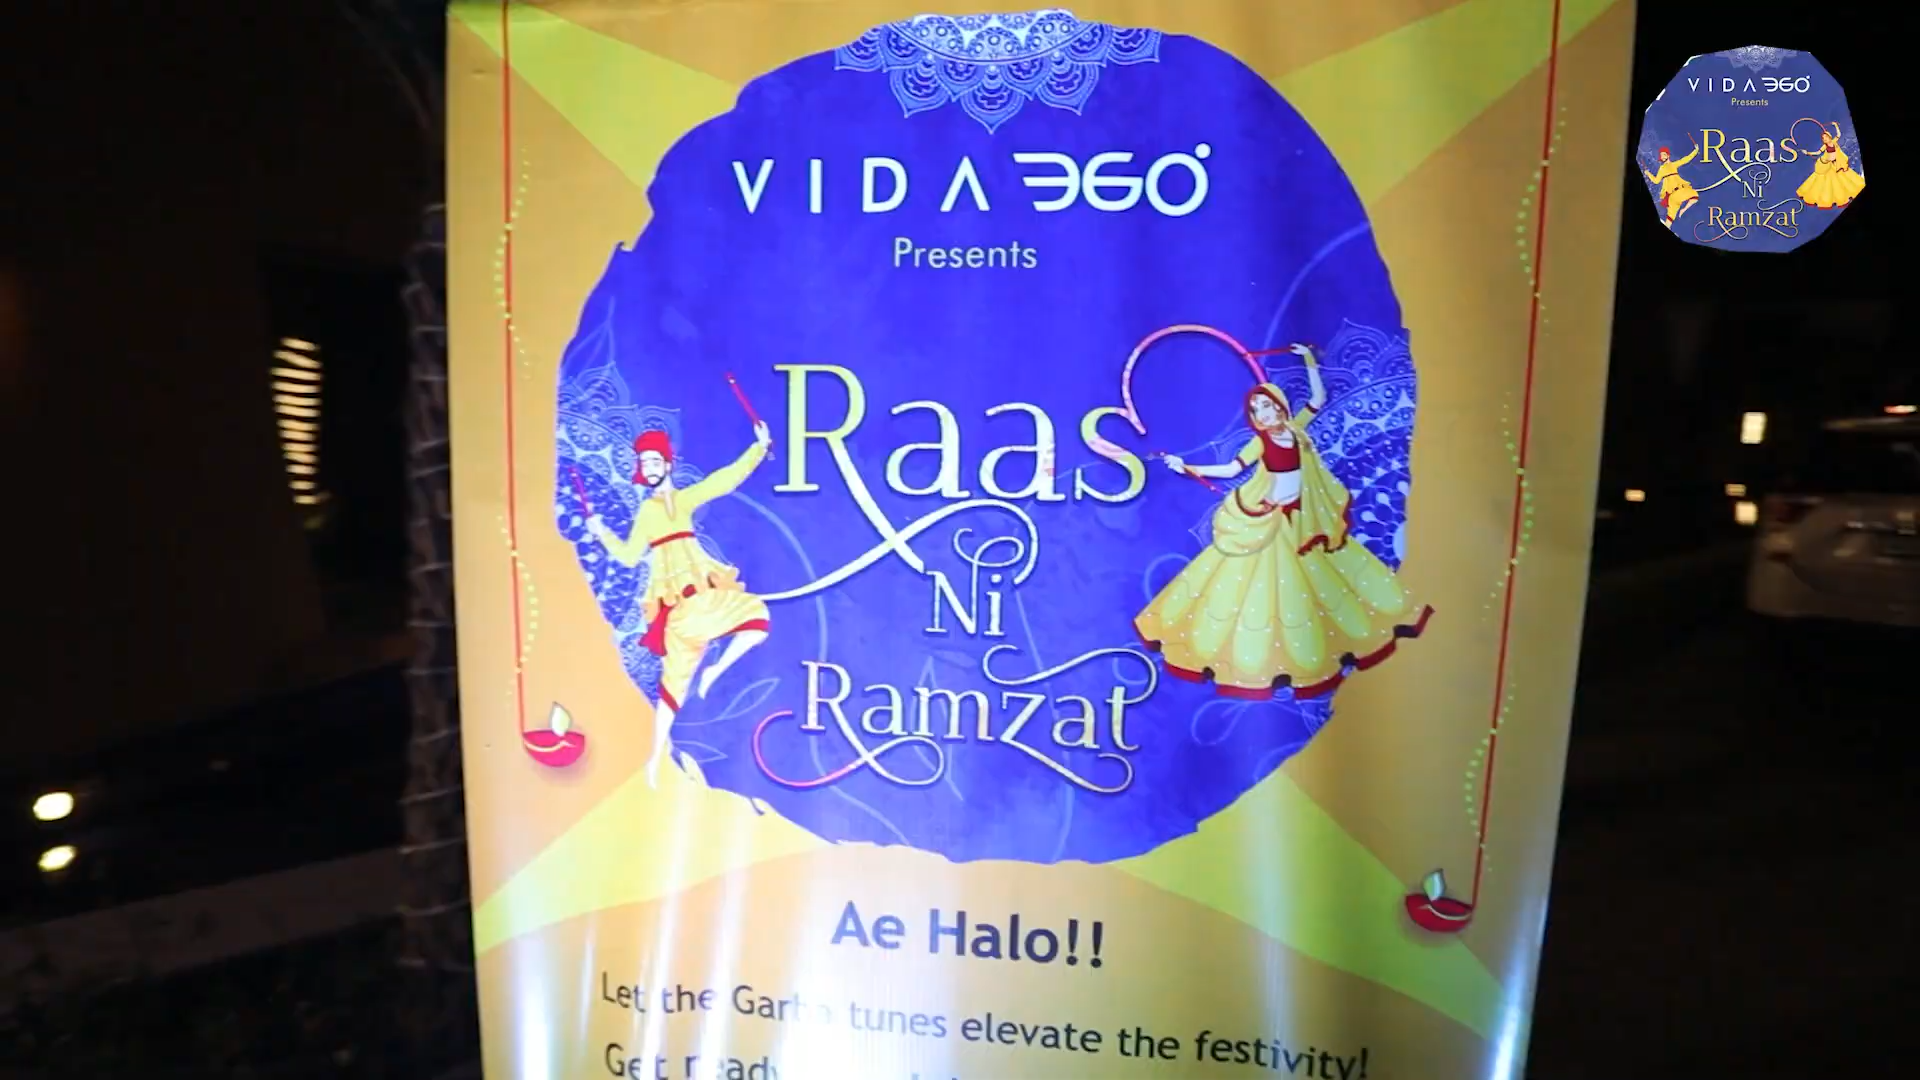 VIDA 360°
Presents
Raas
Ni
Ramzat
Ae Halo!!
Let the Garba tunes elevate the festivity!
Get ready
VIDA 360°
Presents
Raas
Ni
Ramzat